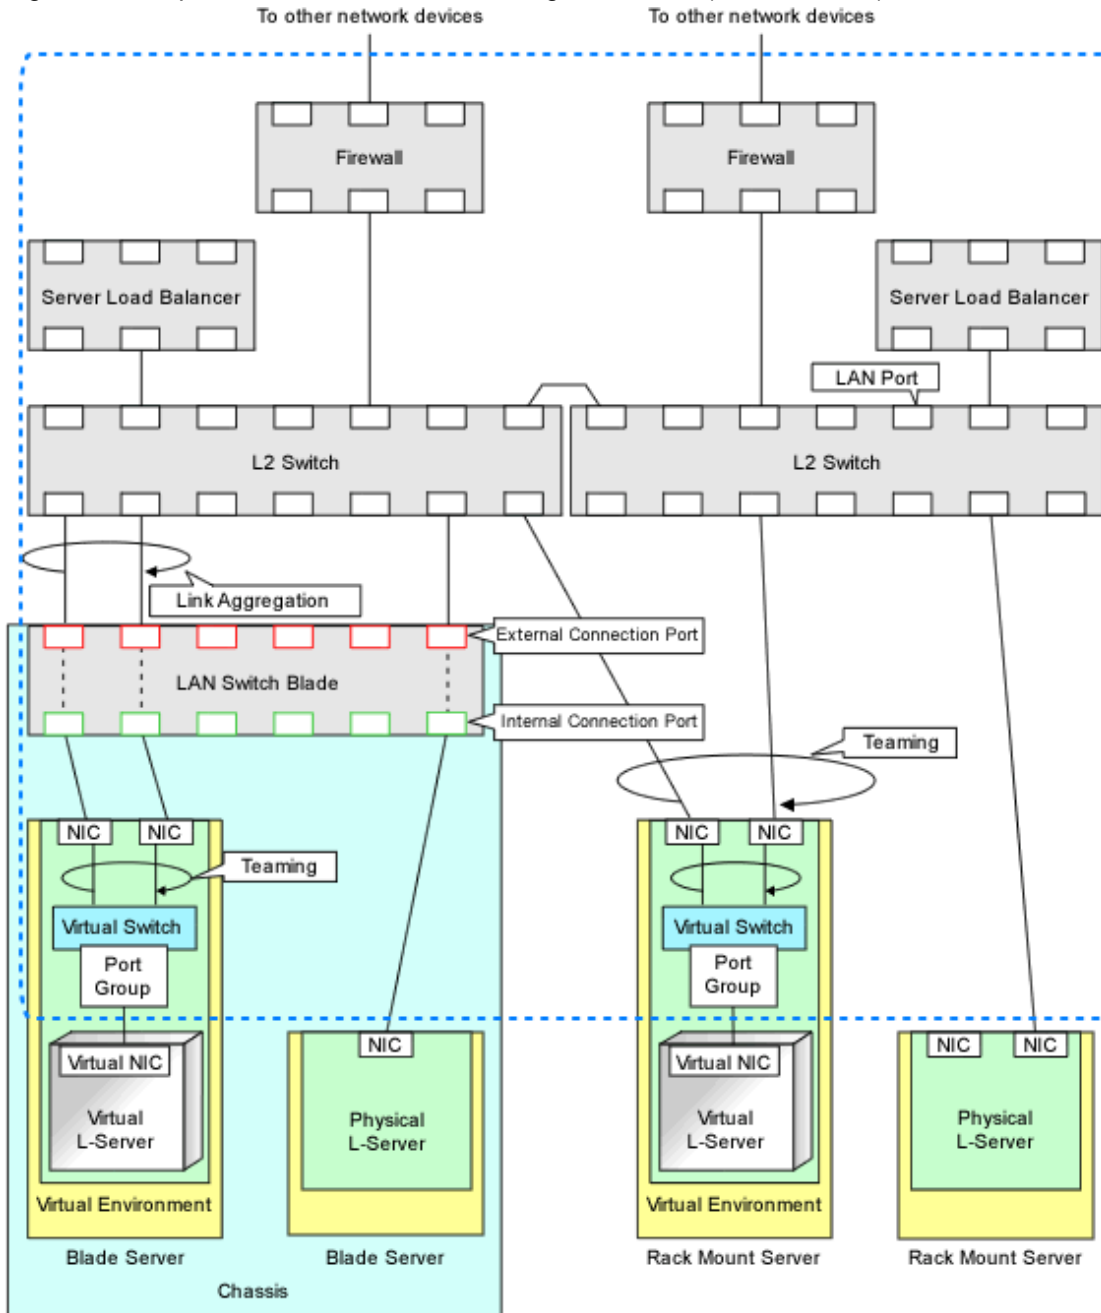 To other network devices
To other network devices
Firewall
Firewall
Server Load Balancer
Server Load Balancer
LAN Port
L2 Switch
L2 Switch
Link Aggregation
External Connection Port
LAN Switch Blade
Internal Connection Port
Teaming
NIC
NIC
NIC
NIC
Teaming
Virtual Switch
Virtual Switch
Port
Group
Port
Group
NIC
NIC
NIC
Virtual NIC
Virtual NIC
Virtual
L-Server
Physical
L-Server
Virtual
L-Server
Physical
L-Server
Virtual Environment
Virtual Environment
Blade Server
Blade Server
Rack Mount Server
Rack Mount Server
Chassis